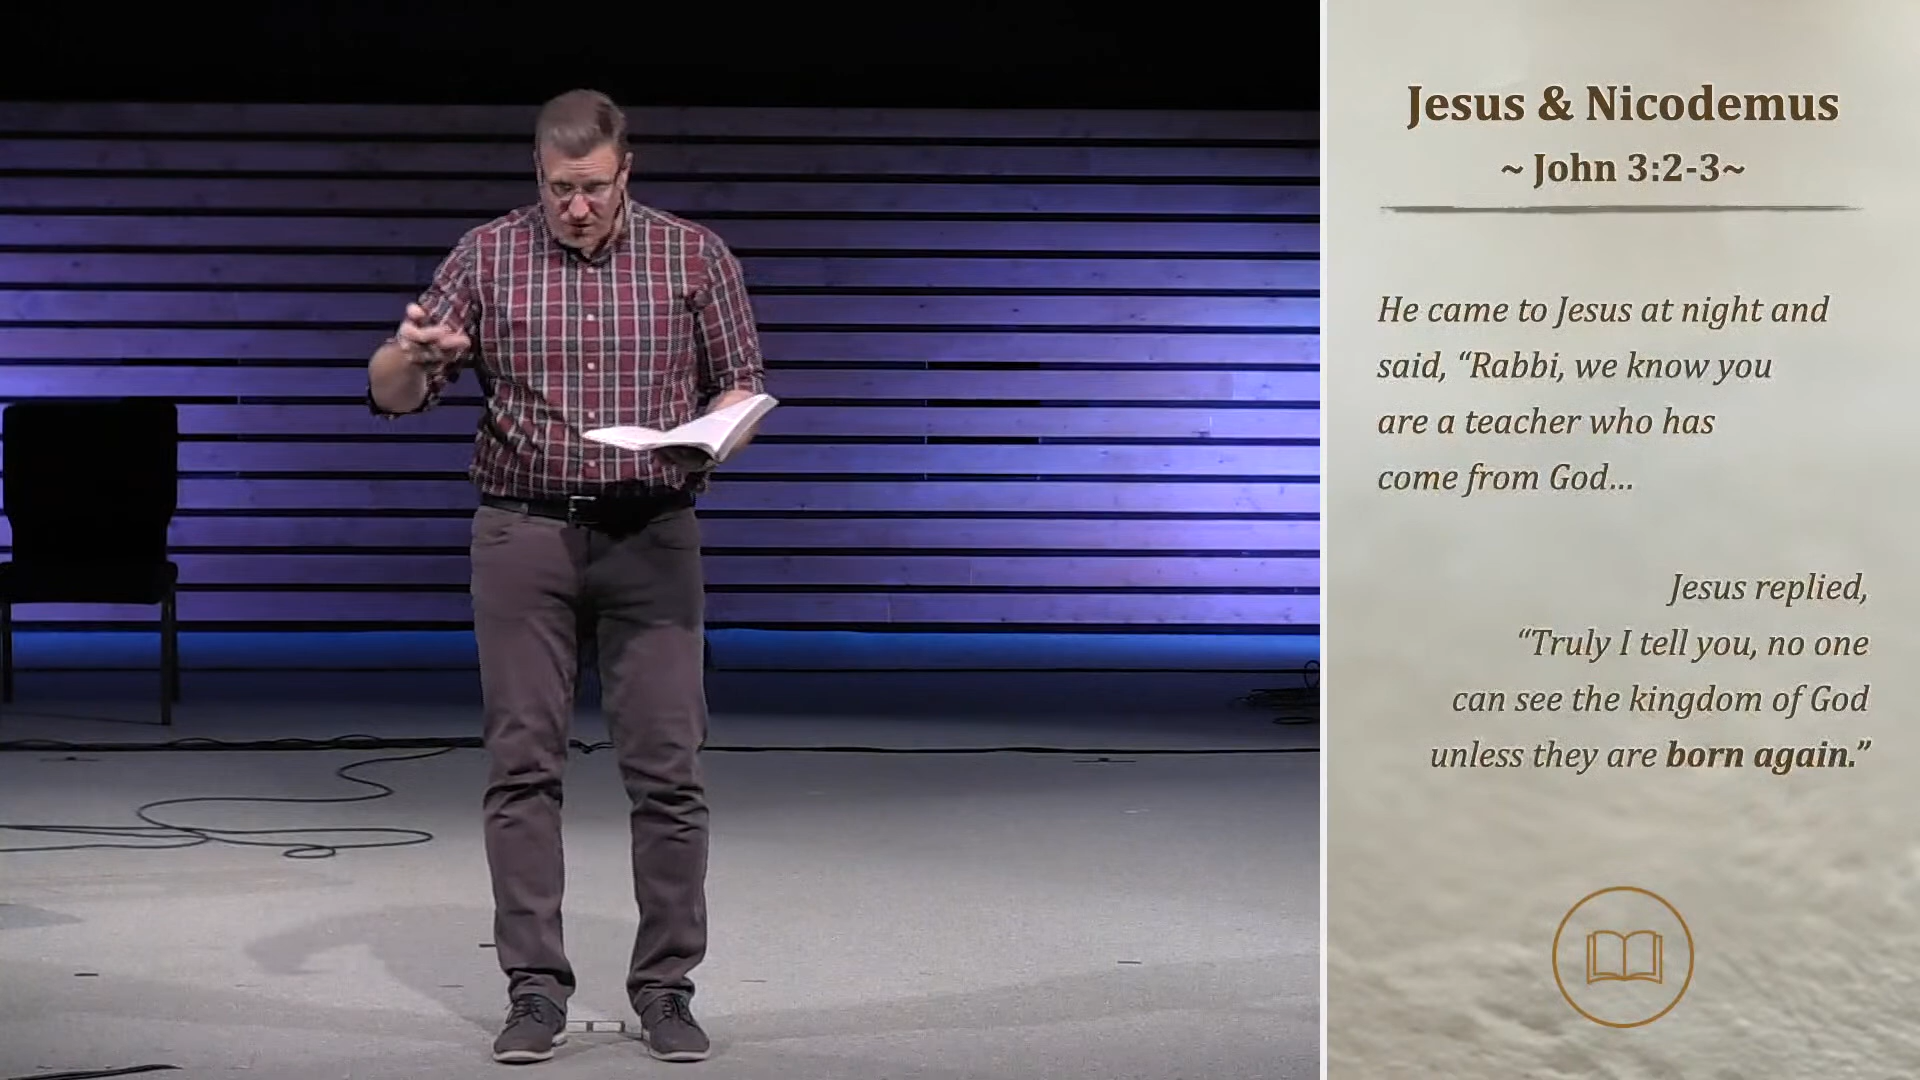 Jesus & Nicodemus
~ John 3:2-3~
He came to Jesus at night and
said, “Rabbi, we know you
are a teacher who has
come from God…
Jesus replied,
“Truly I tell you, no one
can see the kingdom of God
unless they are born again.”